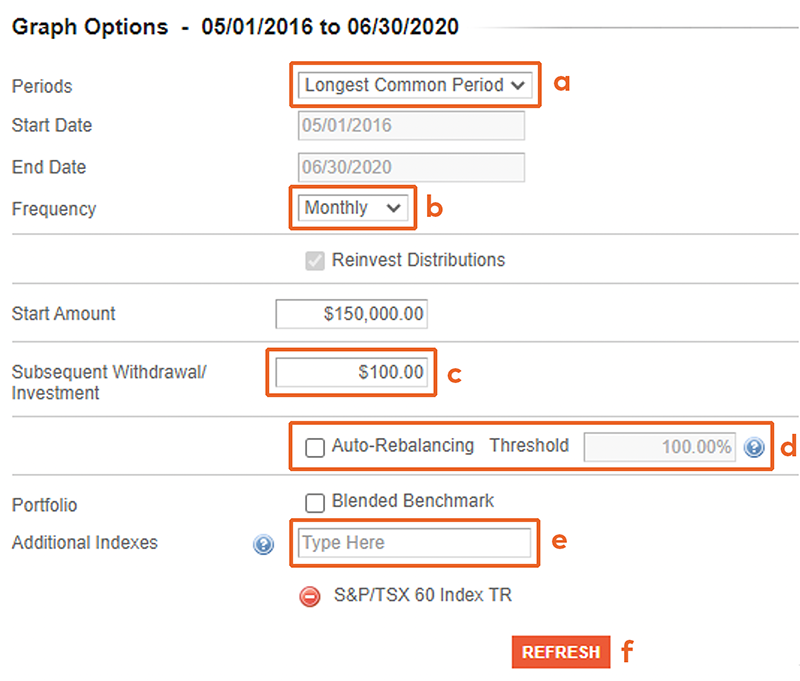 Graph Options - 05/01/2016 to 06/30/2020
Periods Longest Common Period a
Start Date 05/01/2016
End Date 06/30/2020
Frequency Monthly b
Reinvest Distributions
Start Amount $150,000.00
Subsequent Withdrawal/
Investment $100.00 c
Auto-Rebalancing Threshold 100.00% ? d
Portfolio Blended Benchmark
Additional Indexes ? Type Here e
S&P/TSX 60 Index TR
REFRESH f